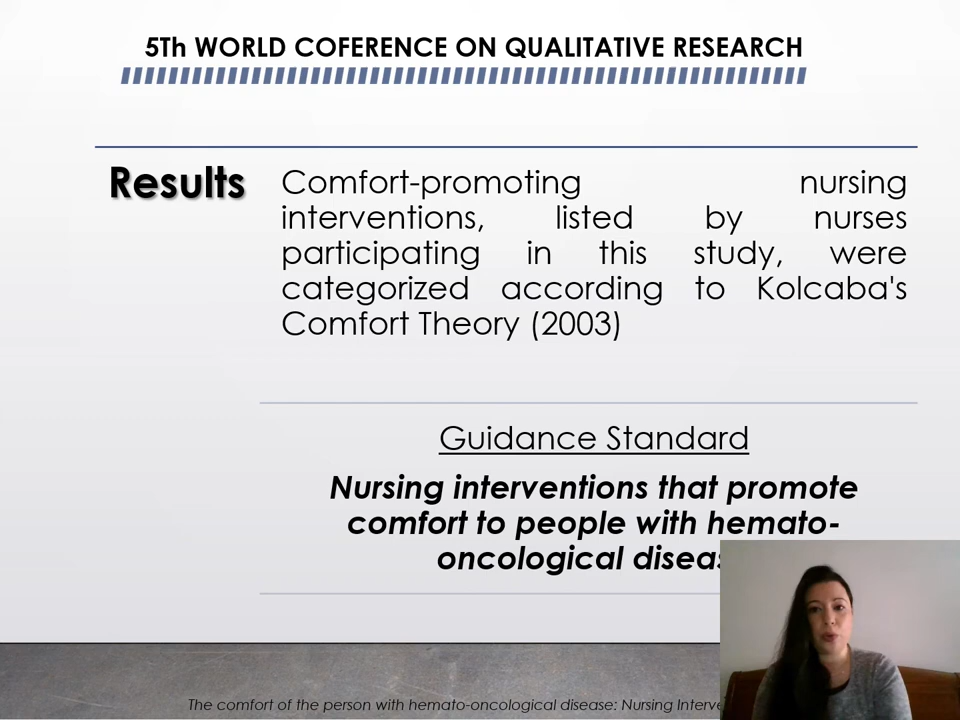 5Th WORLD COFERENCE ON QUALITATIVE RESEARCH
Results
Comfort-promoting nursing
interventions, listed by nurses
participating in this study, were
categorized according to Kolcaba's
Comfort Theory (2003)
Guidance Standard
Nursing interventions that promote
comfort to people with hemato-
oncological
The comfort of the person with hemato-oncological disease: Nursing